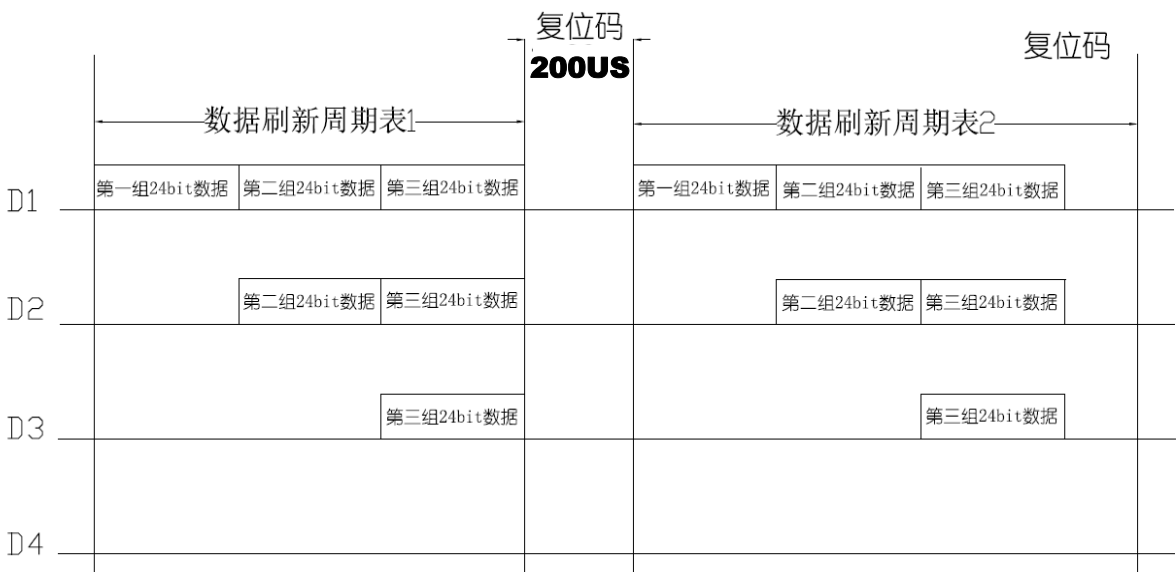 复位码
200US
复位码
数据刷新周期表1
数据刷新周期表2
D1
第一组24bit数据
第二组24bit数据
第三组24bit数据
第一组24bit数据
第二组24bit数据
第三组24bit数据
D2
第二组24bit数据
第三组24bit数据
第二组24bit数据
第三组24bit数据
D3
第三组24bit数据
第三组24bit数据
D4